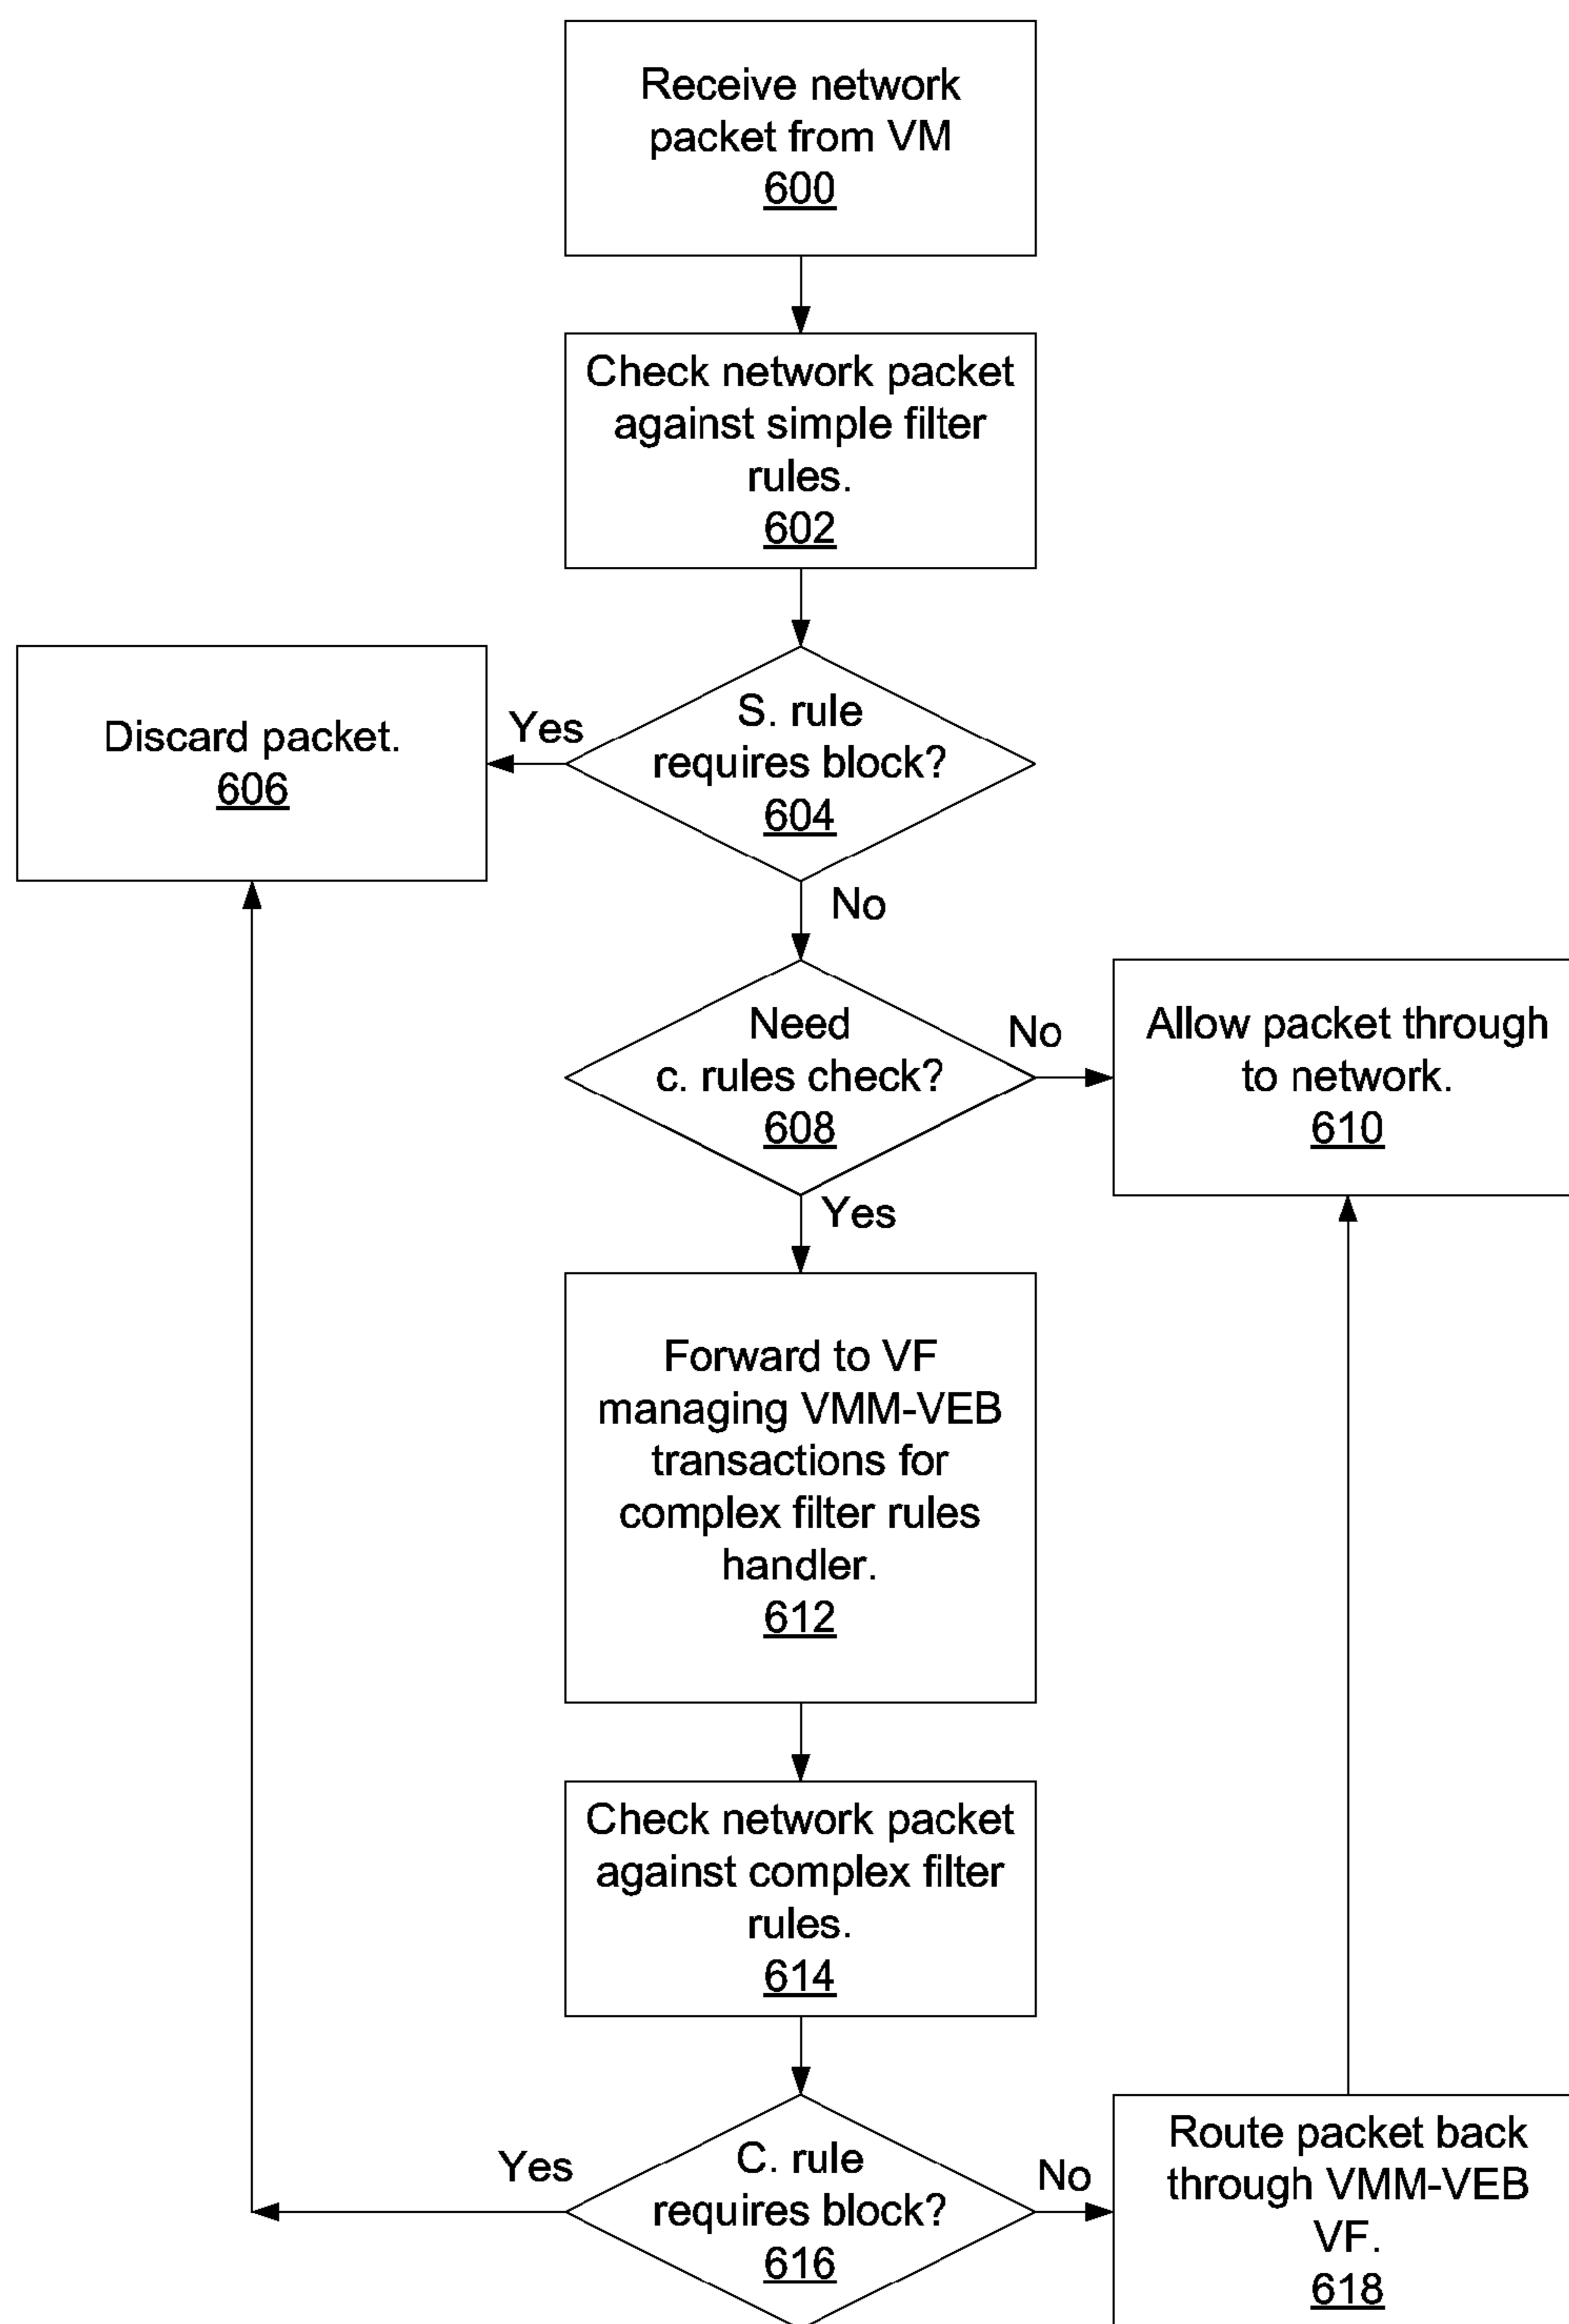 Receive network
packet from VM
600
Check network packet
against simple filter
rules.
602
S. rule
requires block?
604
Yes
Discard packet.
606
No
Need
c. rules check?
608
No
Allow packet through
to network.
610
Yes
Forward to VF
managing VMM-VEB
transactions for
complex filter rules
handler.
612
Check network packet
against complex filter
rules.
614
C. rule
requires block?
616
Yes
No
Route packet back
through VMM-VEB
VF.
618